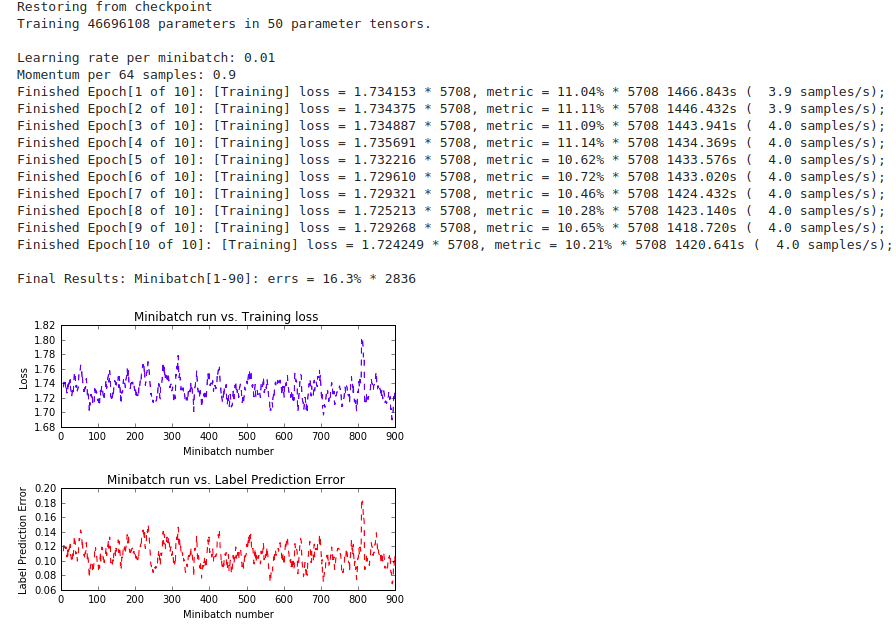 Restoring from checkpoint
Training 46696108 parameters in 50 parameter tensors.
Learning rate per minibatch: 0.01
Momentum per 64 samples: 0.9
Finished Epoch[1 of 10]: [Training] loss = 1.734153 * 5708, metric = 11.04% * 5708 1466.843s (  3.9 samples/s);
Finished Epoch[2 of 10]: [Training] loss = 1.734375 * 5708, metric = 11.11% * 5708 1446.432s (  3.9 samples/s);
Finished Epoch[3 of 10]: [Training] loss = 1.734887 * 5708, metric = 11.09% * 5708 1443.941s (  4.0 samples/s);
Finished Epoch[4 of 10]: [Training] loss = 1.735691 * 5708, metric = 11.14% * 5708 1434.369s (  4.0 samples/s);
Finished Epoch[5 of 10]: [Training] loss = 1.732216 * 5708, metric = 10.62% * 5708 1433.576s (  4.0 samples/s);
Finished Epoch[6 of 10]: [Training] loss = 1.729610 * 5708, metric = 10.72% * 5708 1433.020s (  4.0 samples/s);
Finished Epoch[7 of 10]: [Training] loss = 1.729321 * 5708, metric = 10.46% * 5708 1424.432s (  4.0 samples/s);
Finished Epoch[8 of 10]: [Training] loss = 1.725213 * 5708, metric = 10.28% * 5708 1423.140s (  4.0 samples/s);
Finished Epoch[9 of 10]: [Training] loss = 1.729268 * 5708, metric = 10.65% * 5708 1418.720s (  4.0 samples/s);
Finished Epoch[10 of 10]: [Training] loss = 1.724249 * 5708, metric = 10.21% * 5708 1420.641s (  4.0 samples/s);
Final Results: Minibatch[1-90]: errs = 16.3% * 2836
Minibatch run vs. Training loss
Loss
1.82
1.80
1.78
1.76
1.74
1.72
1.70
1.68
0 100 200 300 400 500 600 700 800 900
Minibatch number
Minibatch run vs. Label Prediction Error
Label Prediction Error
0.20
0.18
0.16
0.14
0.12
0.10
0.08
0.06
0 100 200 300 400 500 600 700 800 900
Minibatch number